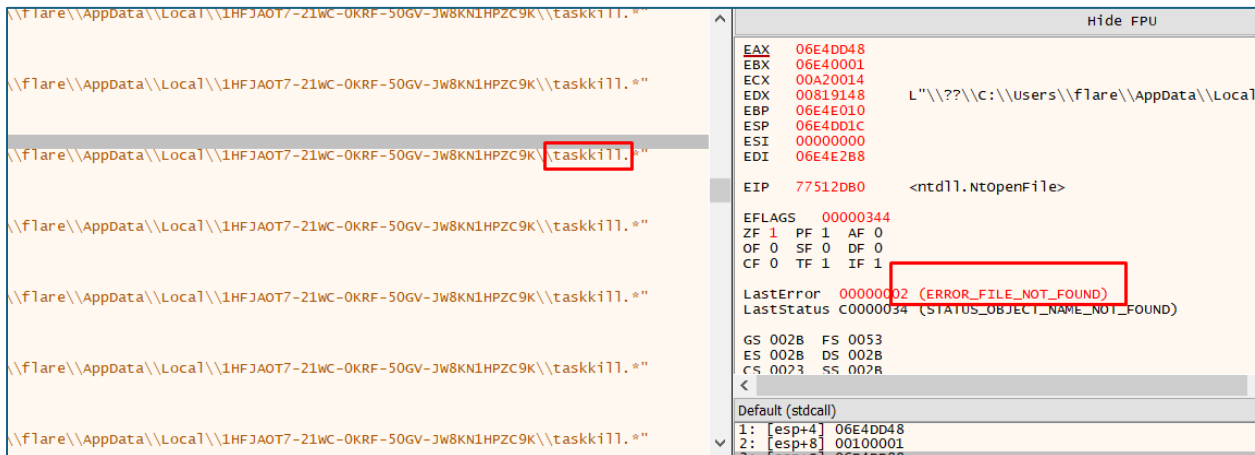 \\flare\\AppData\\Local\\1HFJAOT7-21WC-0KRF-50GV-JW8KN1HPZC9K\\taskkill.*"
\\flare\\AppData\\Local\\1HFJAOT7-21WC-0KRF-50GV-JW8KN1HPZC9K\\taskkill.*"
\\flare\\AppData\\Local\\1HFJAOT7-21WC-0KRF-50GV-JW8KN1HPZC9K\\taskkill.*"
\\flare\\AppData\\Local\\1HFJAOT7-21WC-0KRF-50GV-JW8KN1HPZC9K\\taskkill.*"
\\flare\\AppData\\Local\\1HFJAOT7-21WC-0KRF-50GV-JW8KN1HPZC9K\\taskkill.*"
\\flare\\AppData\\Local\\1HFJAOT7-21WC-0KRF-50GV-JW8KN1HPZC9K\\taskkill.*"
\\flare\\AppData\\Local\\1HFJAOT7-21WC-0KRF-50GV-JW8KN1HPZC9K\\taskkill.*"
Hide FPU
EAX 06E4DD48
EBX 06E40001
ECX 00A20014
EDX 00819148 L"\\??\\C:\\Users\\flare\\AppData\\Local
EBP 06E4E010
ESP 06E4DD1C
ESI 00000000
EDI 06E4E2B8
EIP 77512DB0 <ntdll.NtOpenFile>
EFLAGS 00000344
ZF 1 PF 1 AF 0
OF 0 SF 0 DF 0
CF 0 TF 1 IF 1
LastError 00000002 (ERROR_FILE_NOT_FOUND)
LastStatus C0000034 (STATUS_OBJECT_NAME_NOT_FOUND)
GS 002B FS 0053
ES 002B DS 002B
CS 0023 SS 002B
Default (stdcall)
1: [esp+4] 06E4DD48
2: [esp+8] 00100001